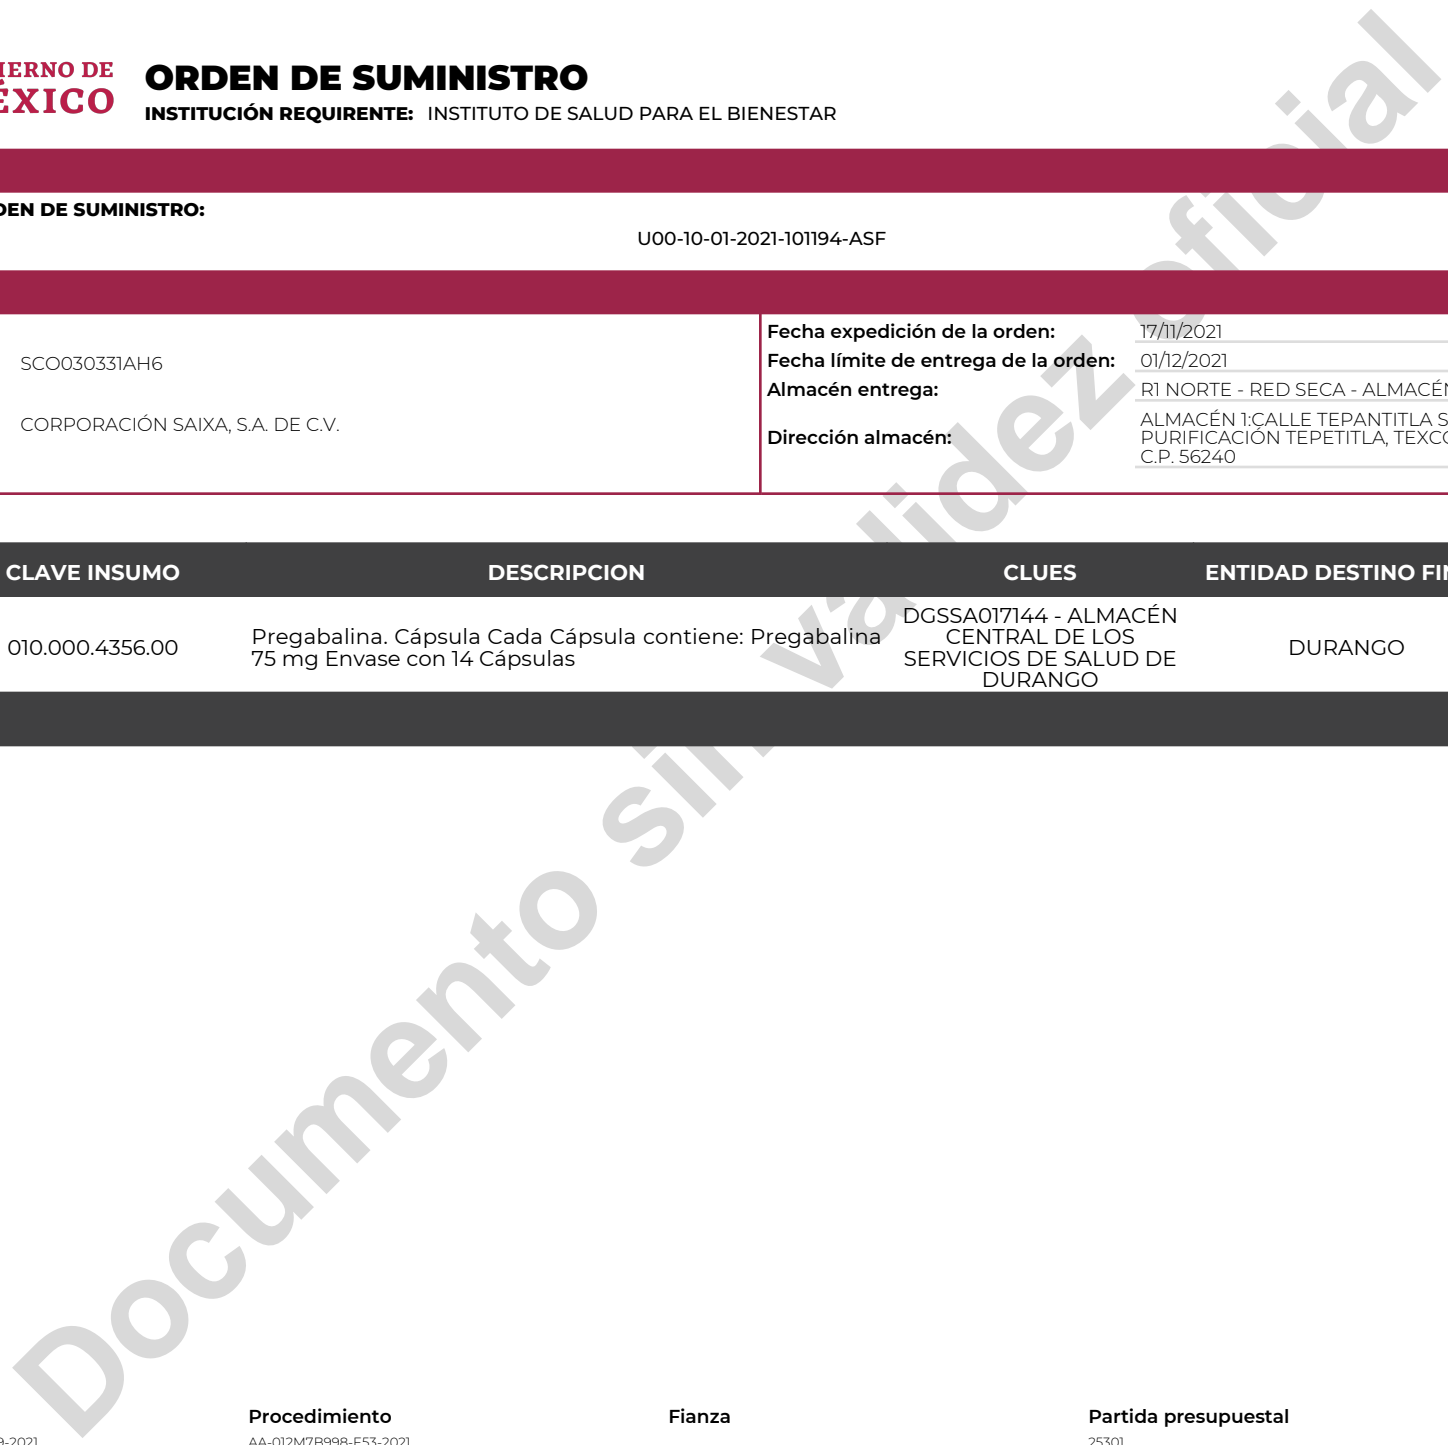 IERNO DE
ÉXICO
ORDEN DE SUMINISTRO
INSTITUCIÓN REQUIRENTE: INSTITUTO DE SALUD PARA EL BIENESTAR
DEN DE SUMINISTRO:
U00-10-01-2021-101194-ASF
SCO030331AH6
CORPORACIÓN SAIXA, S.A. DE C.V.
Fecha expedición de la orden: 17/11/2021
Fecha límite de entrega de la orden: 01/12/2021
Almacén entrega: R1 NORTE - RED SECA - ALMACÉN
Dirección almacén:
ALMACÉN 1:CALLE TEPANTITLA S
PURIFICACIÓN TEPETITLA, TEXCO
C.P. 56240
CLAVE INSUMO DESCRIPCION CLUES ENTIDAD DESTINO FIN
010.000.4356.00
Pregabalina. Cápsula Cada Cápsula contiene: Pregabalina
75 mg Envase con 14 Cápsulas
DGSSA017144 - ALMACÉN
CENTRAL DE LOS
SERVICIOS DE SALUD DE
DURANGO
DURANGO
Documento sin validez oficial
Procedimiento Fianza Partida presupuestal
9-2021 AA-012M7B998-E53-2021 25301